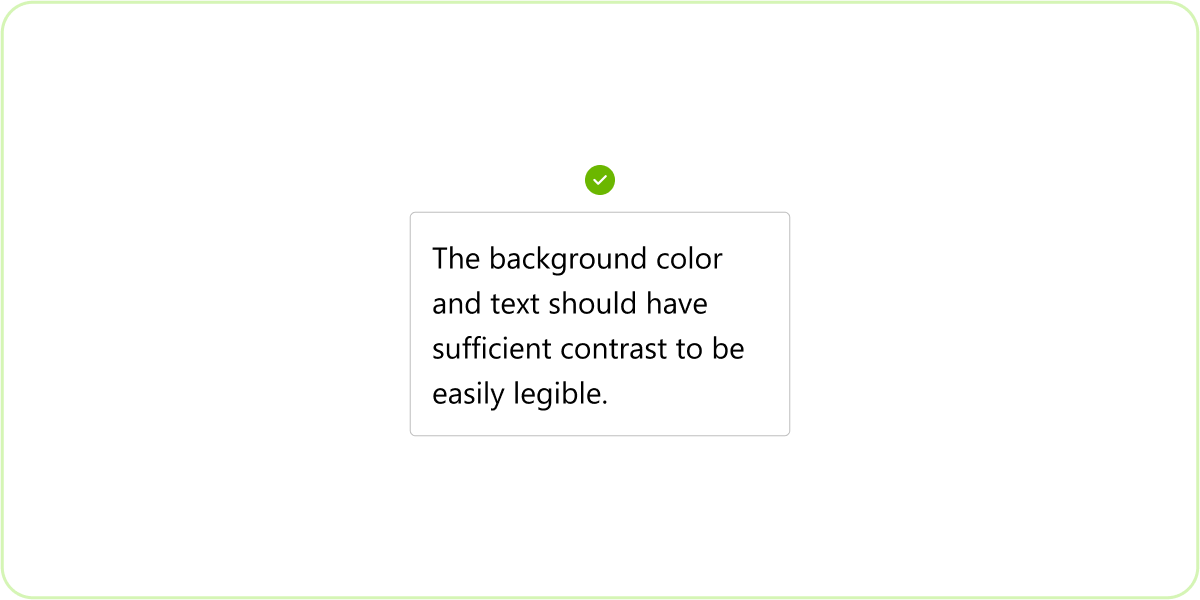 The background color
and text should have
sufficient contrast to be
easily legible.